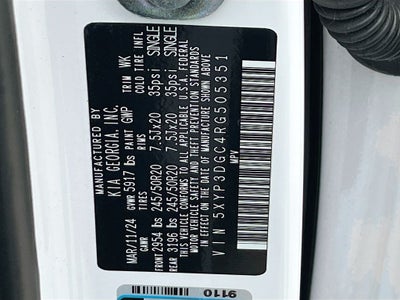 MANUFACTURED BY
KIA GEORGIA, INC.
MAR/11/24 GVWR 5917 lbs PAINT GWP TRIM WK
GAWR TIRES RIMS COLD TIRE INFL. SINGLE
FRONT 2954 lbs 245/50R20 7.5JX20 35psi SINGLE
REAR 3196 lbs 245/50R20 7.5JX20 35psi
THIS VEHICLE CONFORMS TO ALL APPLICABLE U.S.A. FEDERAL
MOTOR VEHICLE SAFETY AND THEFT PREVENTION STANDARDS
IN EFFECT ON THE DATE OF MANUFACTURE SHOWN ABOVE.
VIN 5XYP3DGC4RG505351
MPV
9110